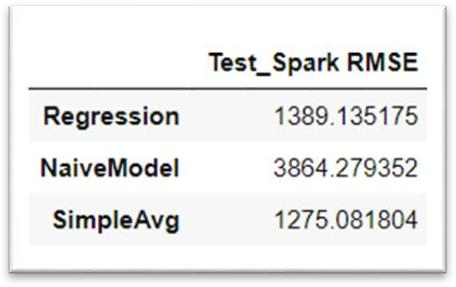 Test_Spark RMSE
Regression 1389.135175
NaiveModel 3864.279352
SimpleAvg 1275.081804